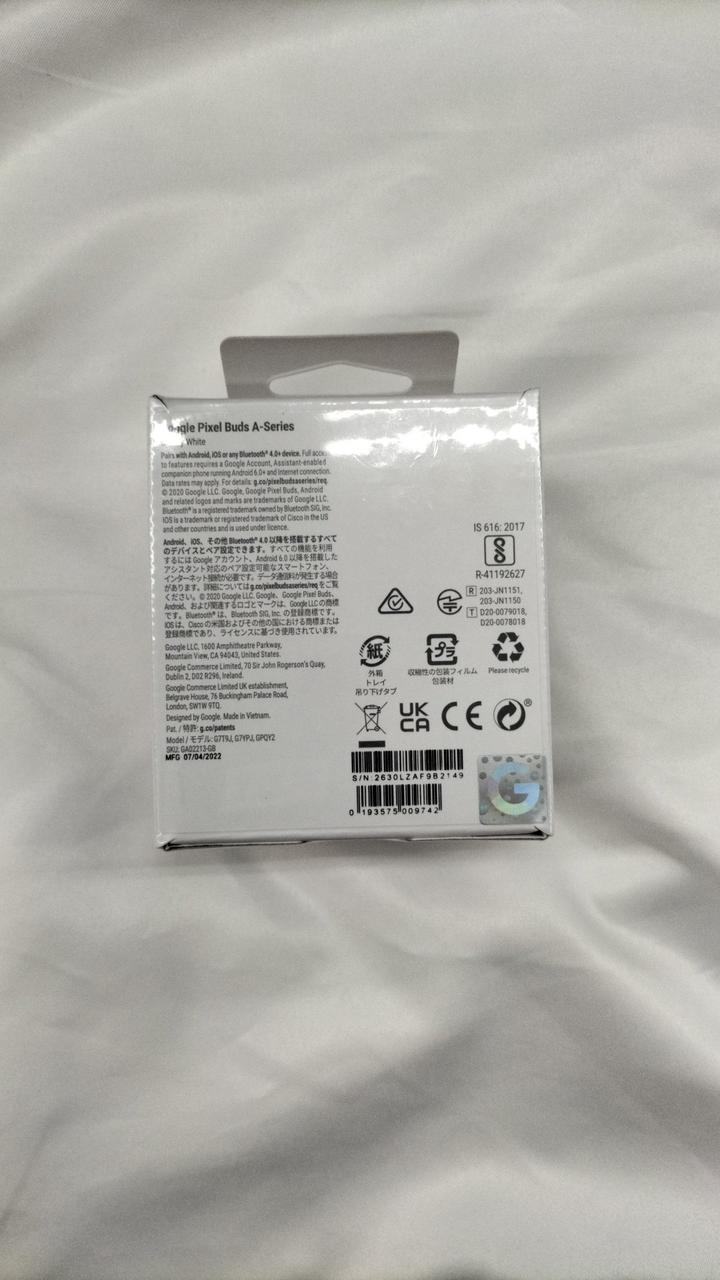 Pixel Buds A-Series
White
Pairs with Android, iOS or any Bluetooth® 4.0+ device. Full
to features requires a Google Account, Assistant-enabled
companion phone running Android 6.0+ and Internet connection.
Data rates may apply. For details: g.co/pixelbudsaseries/req.
© 2020 Google LLC. Google, Google Pixel Buds, Android
and related logos and marks are trademarks of Google LLC.
Bluetooth® is a registered trademark owned by Bluetooth SIG, Inc.
IOS is a trademark or registered trademark of Cisco in the US
and other countries and is used under licence.
Android、iOS、その他 Bluetooth® 4.0 以降を搭載するすべて
のデバイスとペア設定できます。すべての機能を利用
するには Google アカウント、Android 6.0 以降を搭載した
アシスタント対応のペア設定可能なスマートフォン、
インターネット接続が必要です。データ通信料が発生する場合
があります。詳細については g.co/pixelbudsaseries/req をご覧
ください。© 2020 Google LLC. Google、Google Pixel Buds、
Android、および関連するロゴとマークは、Google LLC の商標
です。Bluetooth® は、Bluetooth SIG, Inc. の登録商標です。
IOS は、Cisco の米国およびその他の国における商標または
登録商標であり、ライセンスに基づき使用されています。
Google LLC, 1600 Amphitheatre Parkway,
Mountain View, CA 94043, United States.
Google Commerce Limited, 70 Sir John Rogerson's Quay,
Dublin 2, D02 R296, Ireland.
Google Commerce Limited UK establishment,
Belgrave House, 76 Buckingham Palace Road,
London, SW1W 9TQ.
Designed by Google. Made in Vietnam.
Pat. / 特許: g.co/patents
Model / モデル: G7T9J, G7YPJ, GPQY2
SKU: GA02213-GB
MFG 07/04/2022
IS 616: 2017
R-41192627
R 203-JN1151,
203-JN1150
T D20-0079018,
D20-0078018
紙
外箱
トレイ
吊り下げタブ
プラ
収縮性の包装フィルム
包装材
Please recycle
UK
CA
CE
®
S/N:2630LZAF9B2149
0 193575 009742
G